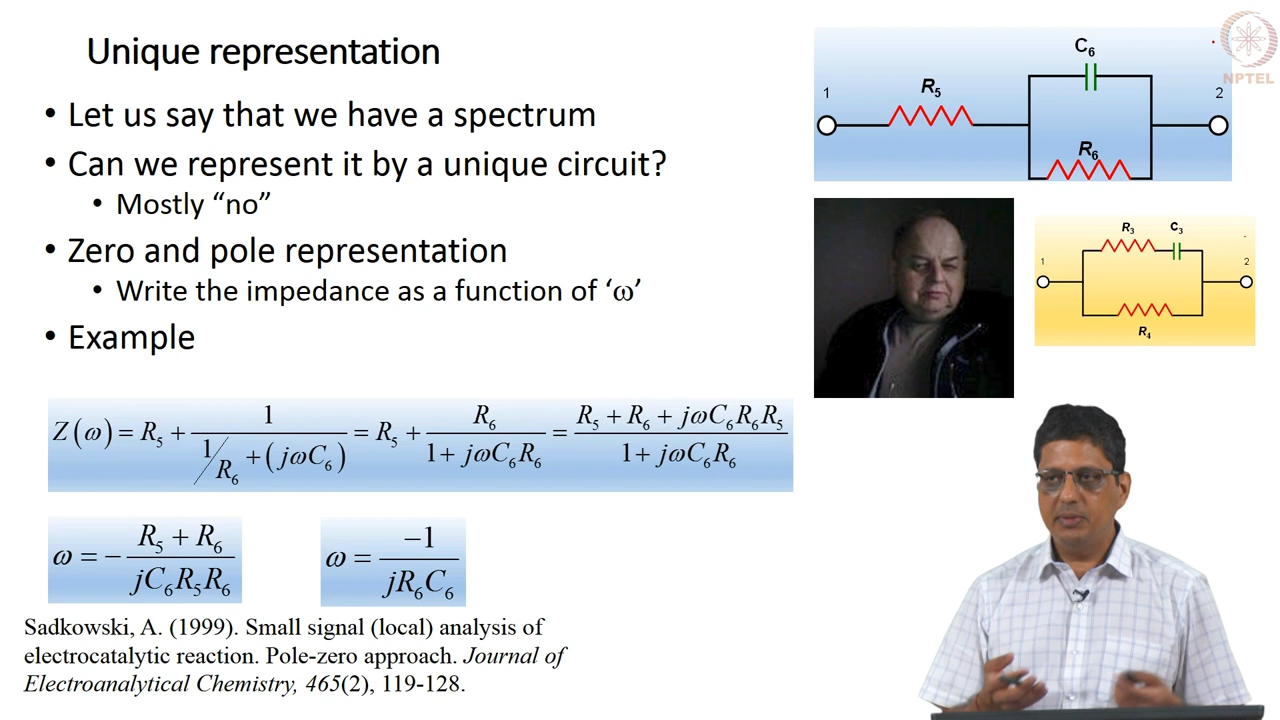 Unique representation
• Let us say that we have a spectrum
• Can we represent it by a unique circuit?
• Mostly “no”
• Zero and pole representation
• Write the impedance as a function of ‘ω’
• Example
Z(ω) = R₅ + 1 / (1/R₆ + (jωC₆)) = R₅ + R₆ / (1 + jωC₆R₆) = (R₅ + R₆ + jωC₆R₆R₅) / (1 + jωC₆R₆)
ω = − (R₅ + R₆) / (jC₆R₅R₆)
ω = −1 / (jR₆C₆)
Sadkowski, A. (1999). Small signal (local) analysis of
electrocatalytic reaction. Pole-zero approach. Journal of
Electroanalytical Chemistry, 465(2), 119-128.
C₆
1
R₅
2
R₆
NPTEL
R₃
C₃
1
2
R₄